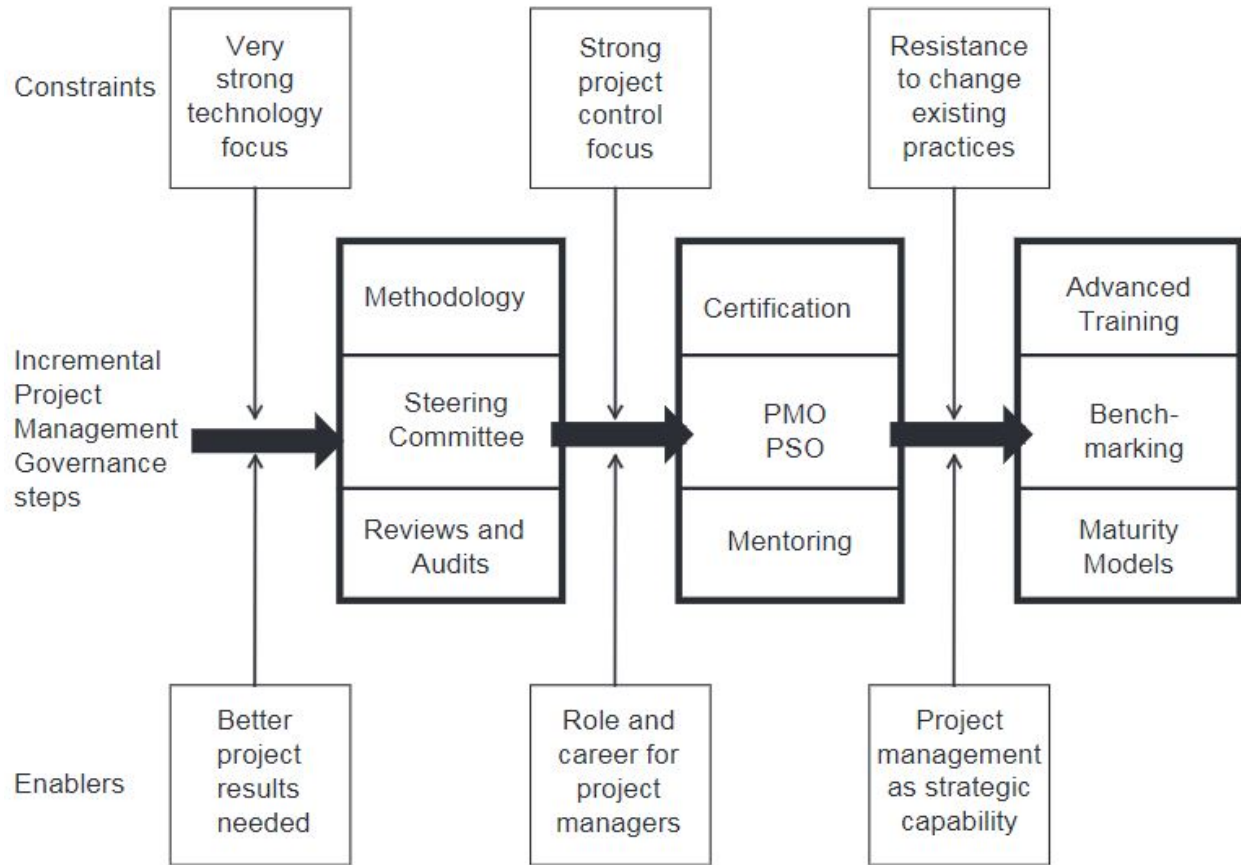 Constraints
Very
strong
technology
focus
Strong
project
control
focus
Resistance
to change
existing
practices
Incremental
Project
Management
Governance
steps
Methodology
Steering
Committee
Reviews and
Audits
Certification
PMO
PSO
Mentoring
Advanced
Training
Bench-
marking
Maturity
Models
Enablers
Better
project
results
needed
Role and
career for
project
managers
Project
management
as strategic
capability